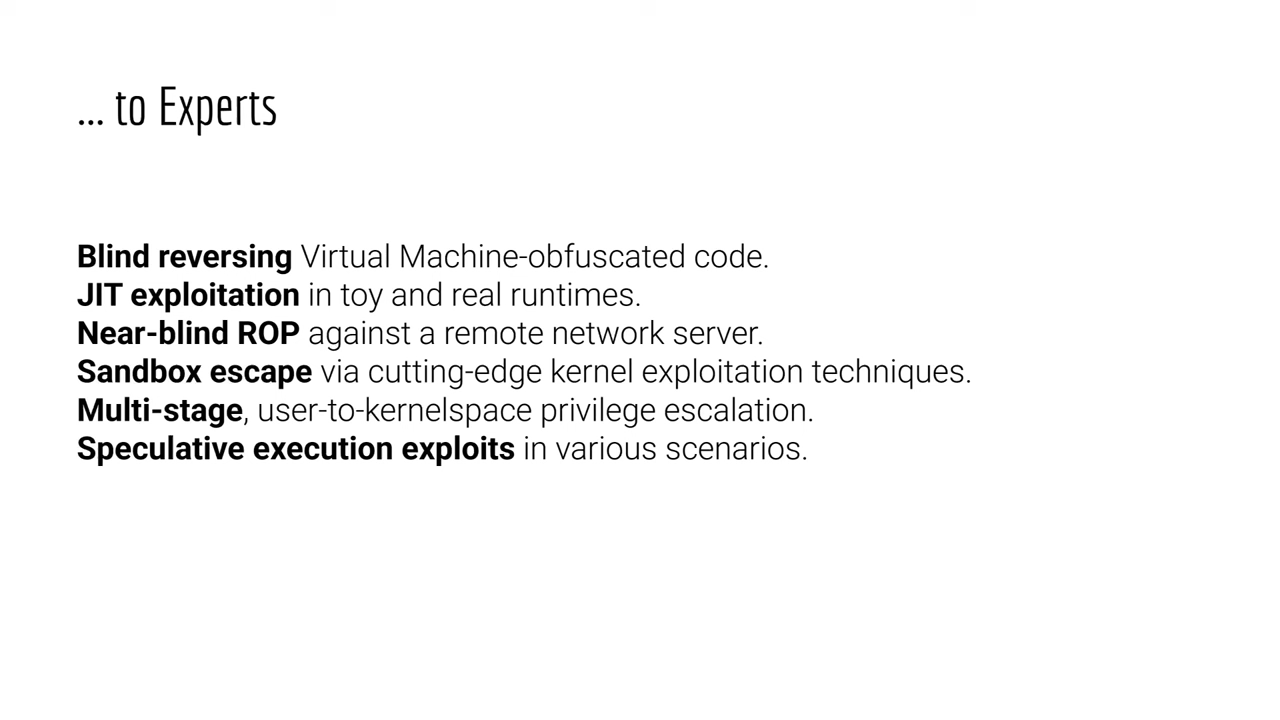 ... to Experts
Blind reversing Virtual Machine-obfuscated code.
JIT exploitation in toy and real runtimes.
Near-blind ROP against a remote network server.
Sandbox escape via cutting-edge kernel exploitation techniques.
Multi-stage, user-to-kernelspace privilege escalation.
Speculative execution exploits in various scenarios.